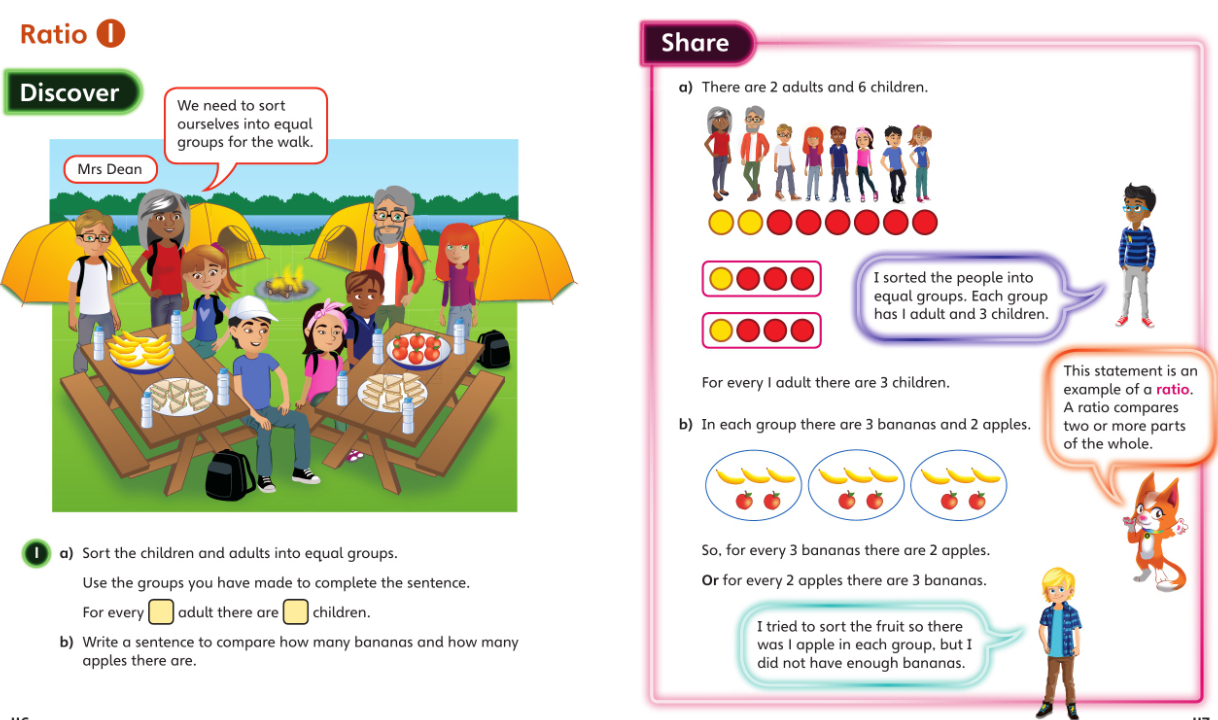 Ratio 1
Discover
We need to sort
ourselves into equal
groups for the walk.
Mrs Dean
1 a) Sort the children and adults into equal groups.
Use the groups you have made to complete the sentence.
For every adult there are children.
b) Write a sentence to compare how many bananas and how many
apples there are.
Share
a) There are 2 adults and 6 children.
I sorted the people into
equal groups. Each group
has 1 adult and 3 children.
For every 1 adult there are 3 children.
This statement is an
example of a ratio.
A ratio compares
two or more parts
of the whole.
b) In each group there are 3 bananas and 2 apples.
So, for every 3 bananas there are 2 apples.
Or for every 2 apples there are 3 bananas.
I tried to sort the fruit so there
was 1 apple in each group, but I
did not have enough bananas.